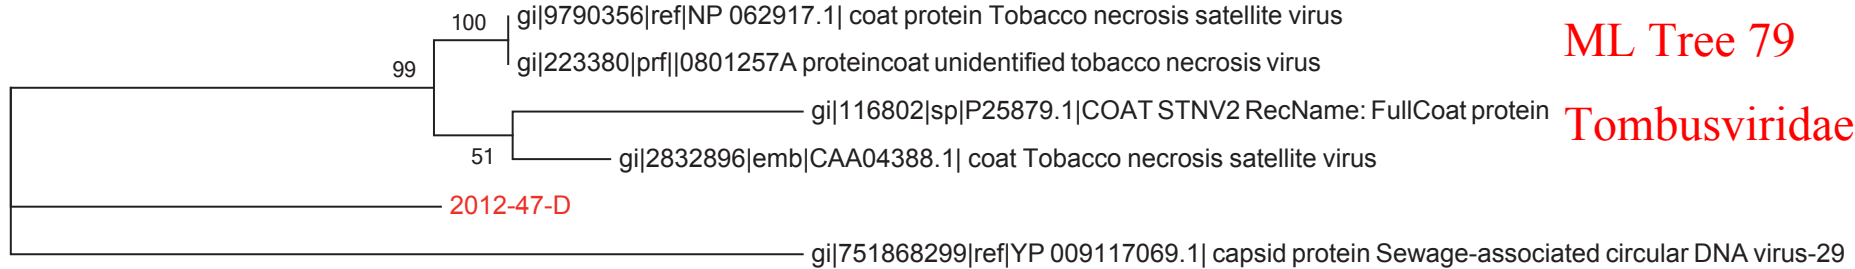 100
gi|9790356|ref|NP 062917.1| coat protein Tobacco necrosis satellite virus
ML Tree 79
99
gi|223380|prf||0801257A proteincoat unidentified tobacco necrosis virus
gi|116802|sp|P25879.1|COAT STNV2 RecName: FullCoat protein
Tombusviridae
51
gi|2832896|emb|CAA04388.1| coat Tobacco necrosis satellite virus
2012-47-D
gi|751868299|ref|YP 009117069.1| capsid protein Sewage-associated circular DNA virus-29